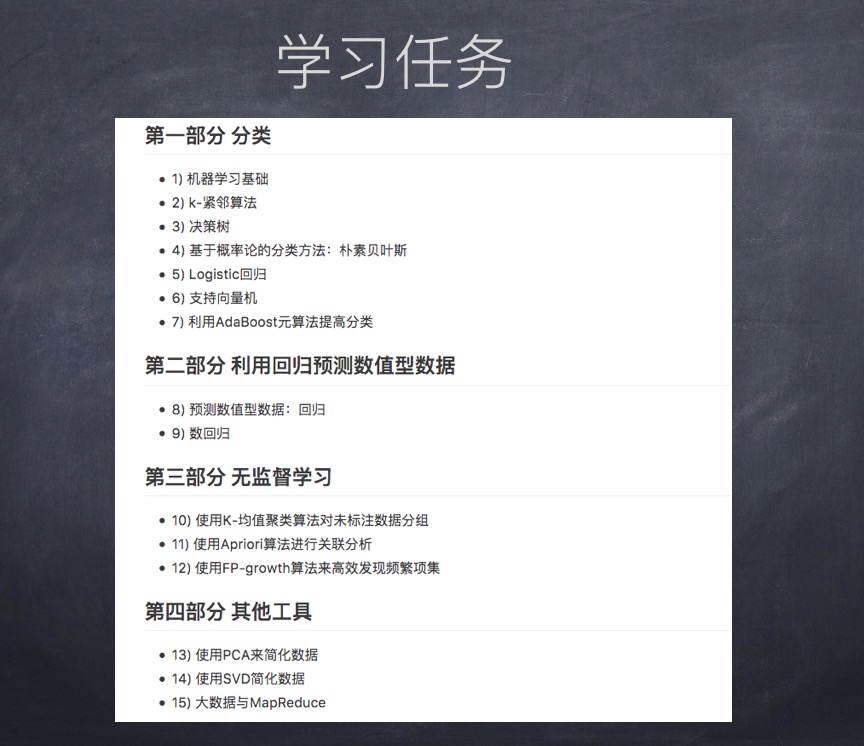 学习任务
第一部分 分类
• 1) 机器学习基础
• 2) k-紧邻算法
• 3) 决策树
• 4) 基于概率论的分类方法：朴素贝叶斯
• 5) Logistic回归
• 6) 支持向量机
• 7) 利用AdaBoost元算法提高分类
第二部分 利用回归预测数值型数据
• 8) 预测数值型数据：回归
• 9) 数回归
第三部分 无监督学习
• 10) 使用K-均值聚类算法对未标注数据分组
• 11) 使用Apriori算法进行关联分析
• 12) 使用FP-growth算法来高效发现频繁项集
第四部分 其他工具
• 13) 使用PCA来简化数据
• 14) 使用SVD简化数据
• 15) 大数据与MapReduce